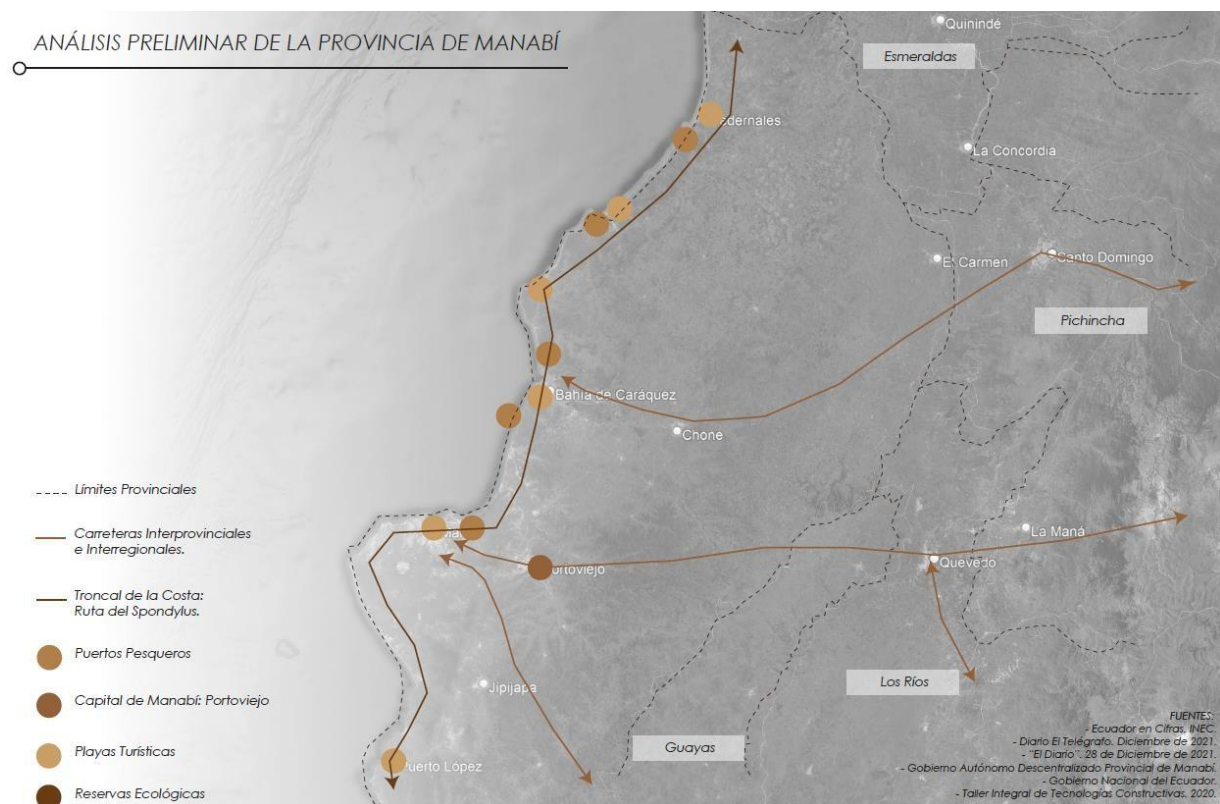 ANÁLISIS PRELIMINAR DE LA PROVINCIA DE MANABÍ
Quinindé
Esmeraldas
adernales
La Concordia
El Carmen
Santo Domingo
Pichincha
Bahía de Caráquez
Chone
Límites Provinciales
Carreteras Interprovinciales
e Interregionales.
La Maná
Portoviejo
Quevedo
Troncal de la Costa:
Ruta del Spondylus.
Puertos Pesqueros
Jipijapa
Los Ríos
Capital de Manabí: Portoviejo
Playas Turísticas
Guayas
Puerto López
Reservas Ecológicas
FUENTES:
- Ecuador en Cifras, INEC.
- Diario El Telégrafo. Diciembre de 2021.
- "El Diario". 28 de Diciembre de 2021.
- Gobierno Autónomo Descentralizado Provincial de Manabí.
- Gobierno Nacional del Ecuador.
- Taller Integral de Tecnologías Constructivas. 2020.